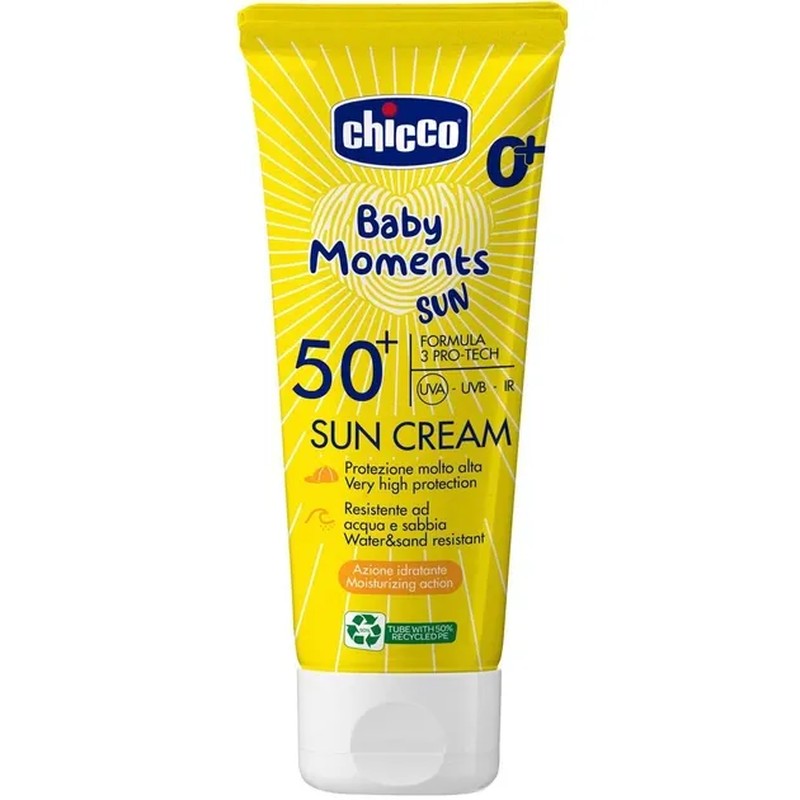 chicco
0+
Baby
Moments
SUN
50+
FORMULA
3 PRO-TECH
UVA - UVB - IR
SUN CREAM
Protezione molto alta
Very high protection
Resistente ad
acqua e sabbia
Water&sand resistant
Azione idratante
Moisturizing action
TUBE WITH 50%
RECYCLED PE